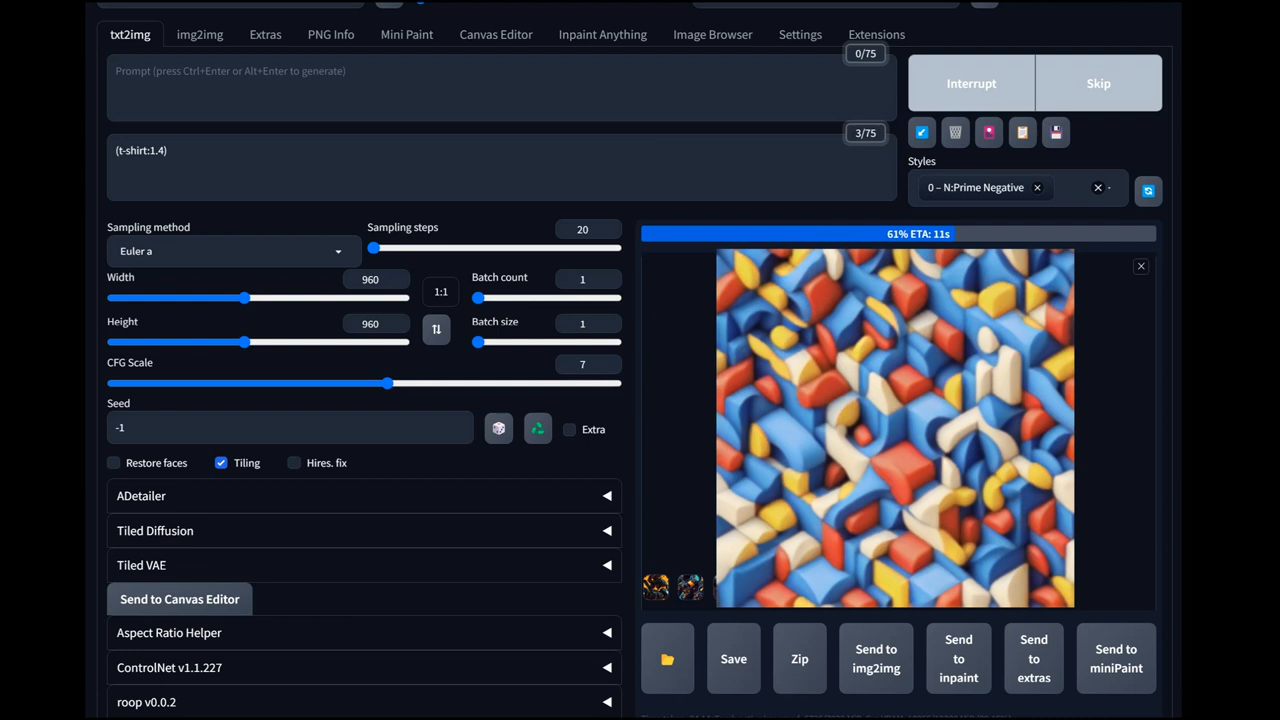 txt2img img2img Extras PNG Info Mini Paint Canvas Editor Inpaint Anything Image Browser Settings Extensions
0/75
Prompt (press Ctrl+Enter or Alt+Enter to generate)
Interrupt Skip
3/75
(t-shirt:1.4)
Styles
0 – N:Prime Negative
Sampling method
Euler a
Sampling steps 20
61% ETA: 11s
Width 960
1:1
Batch count 1
Height 960
Batch size 1
CFG Scale 7
Seed
-1
Extra
Restore faces Tiling Hires. fix
ADetailer
Tiled Diffusion
Tiled VAE
Send to Canvas Editor
Aspect Ratio Helper
ControlNet v1.1.227
roop v0.0.2
Save
Zip
Send to
img2img
Send
to
inpaint
Send
to
extras
Send to
miniPaint